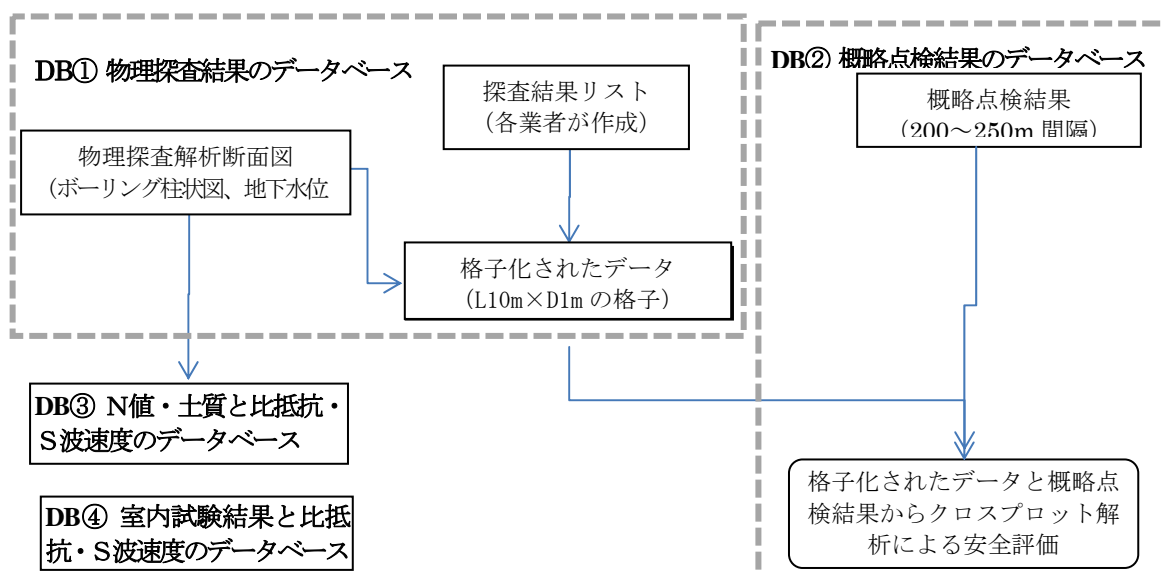 DB① 物理探査結果のデータベース
探査結果リスト
（各業者が作成）
物理探査解析断面図
（ボーリング柱状図、地下水位
格子化されたデータ
（L10m×D1m の格子）
DB② 概略点検結果のデータベース
概略点検結果
（200～250m 間隔）
DB③ Ｎ値・土質と比抵抗・
Ｓ波速度のデータベース
DB④ 室内試験結果と比抵
抗・Ｓ波速度のデータベース
格子化されたデータと概略点
検結果からクロスプロット解
析による安全評価